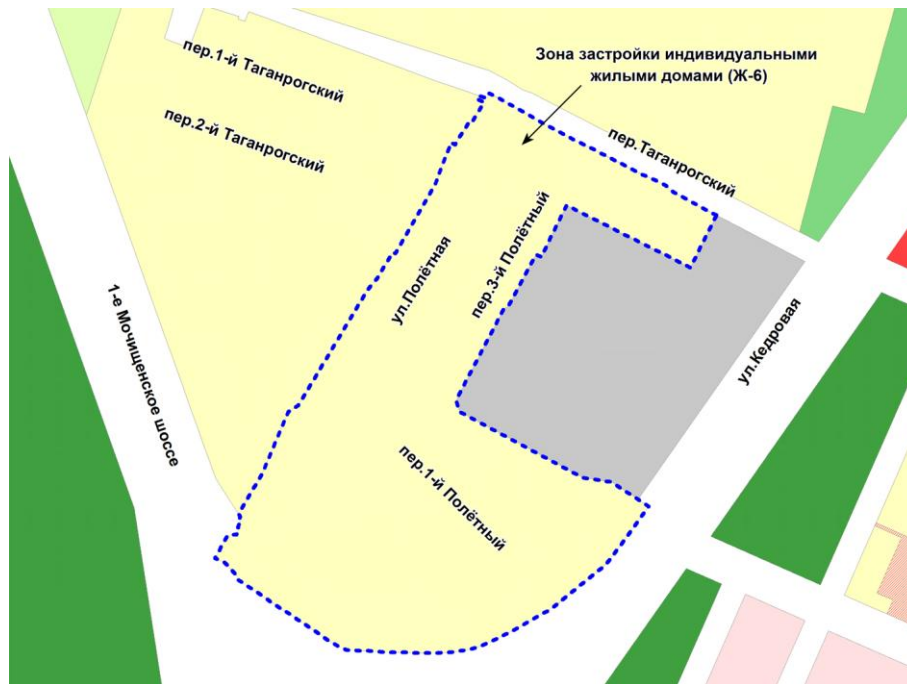 пер.1-й Таганрогский
Зона застройки индивидуальными
жилыми домами (Ж-6)
пер.2-й Таганрогский
пер.Таганрогский
ул.Полётная
пер.3-й Полётный
1-е Мочищенское шоссе
ул.Кедровая
пер.1-й Полётный